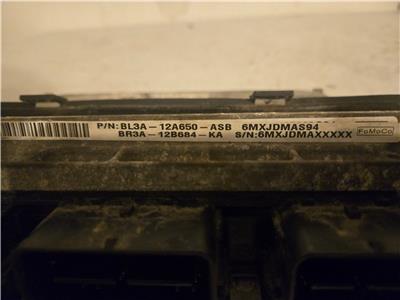 P/N: BL3A-12A650-ASB 6MXJDMAS94
BR3A-12B684-KA S/N:6MXJDMAXXXXX
FoMoCo